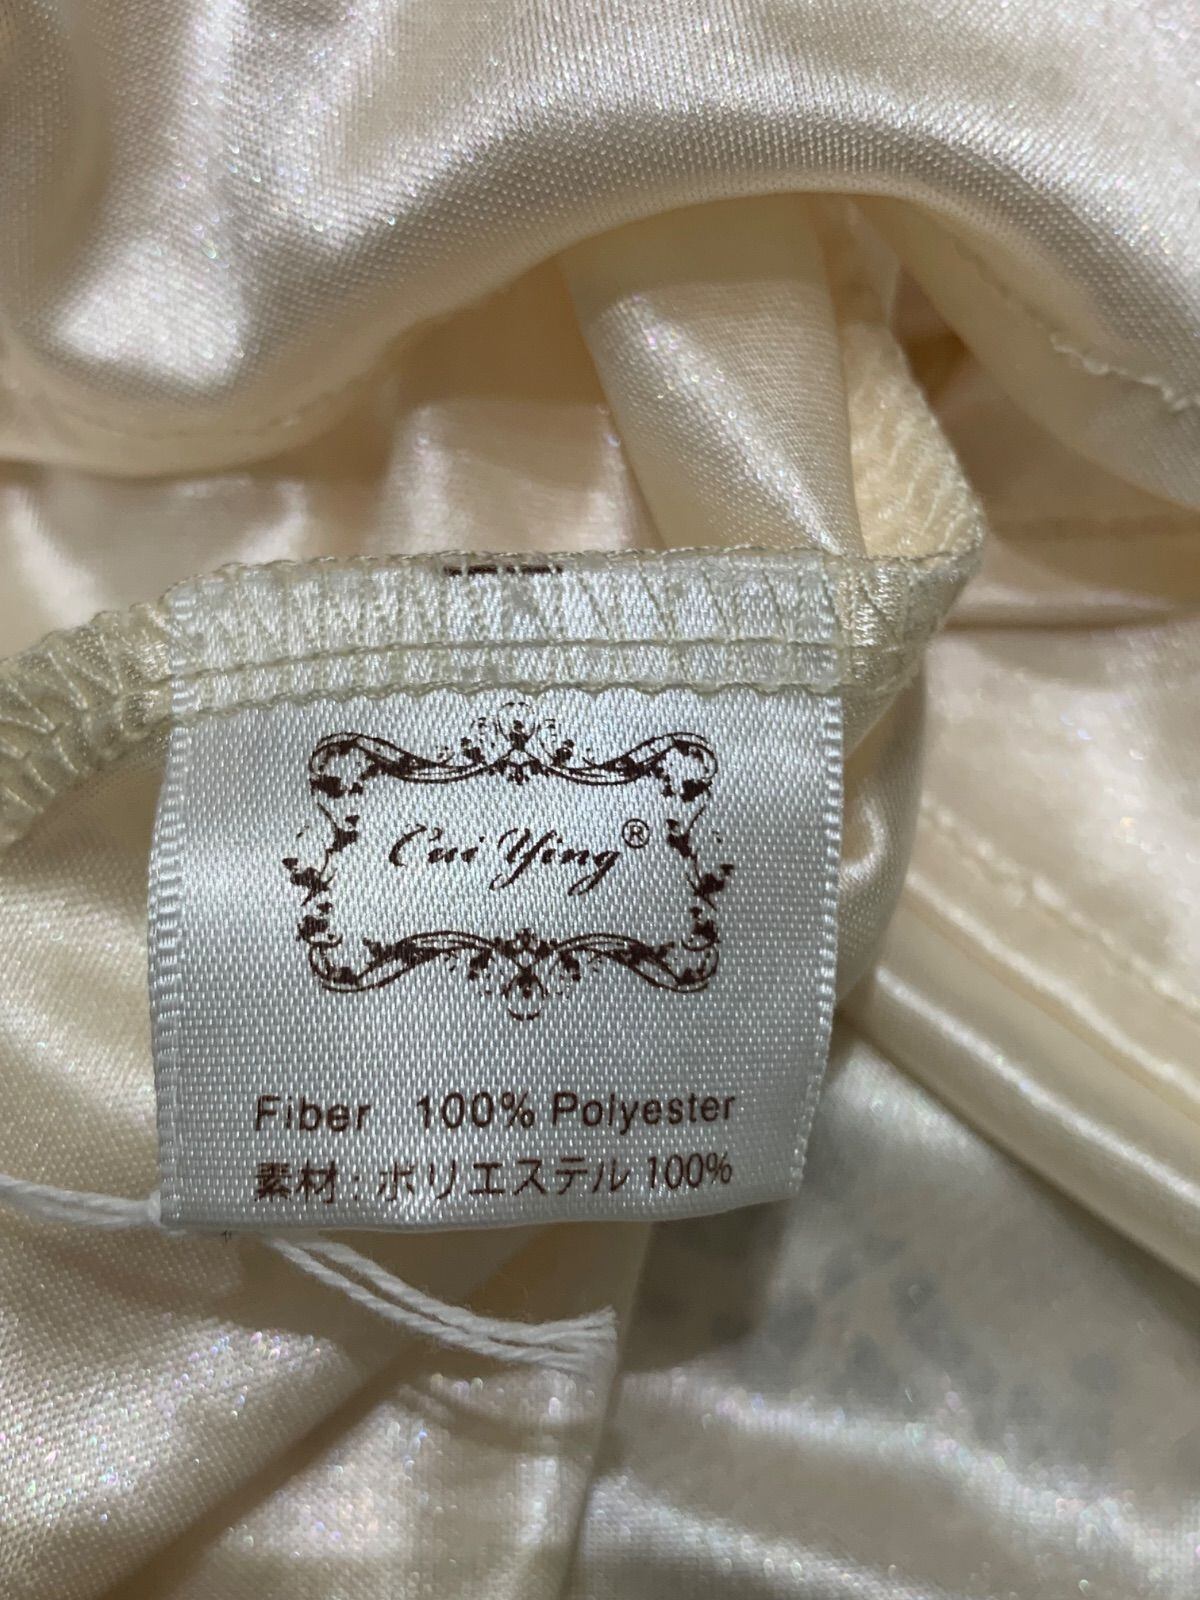 Cui Ying®
Fiber 100% Polyester
素材:ポリエステル 100%